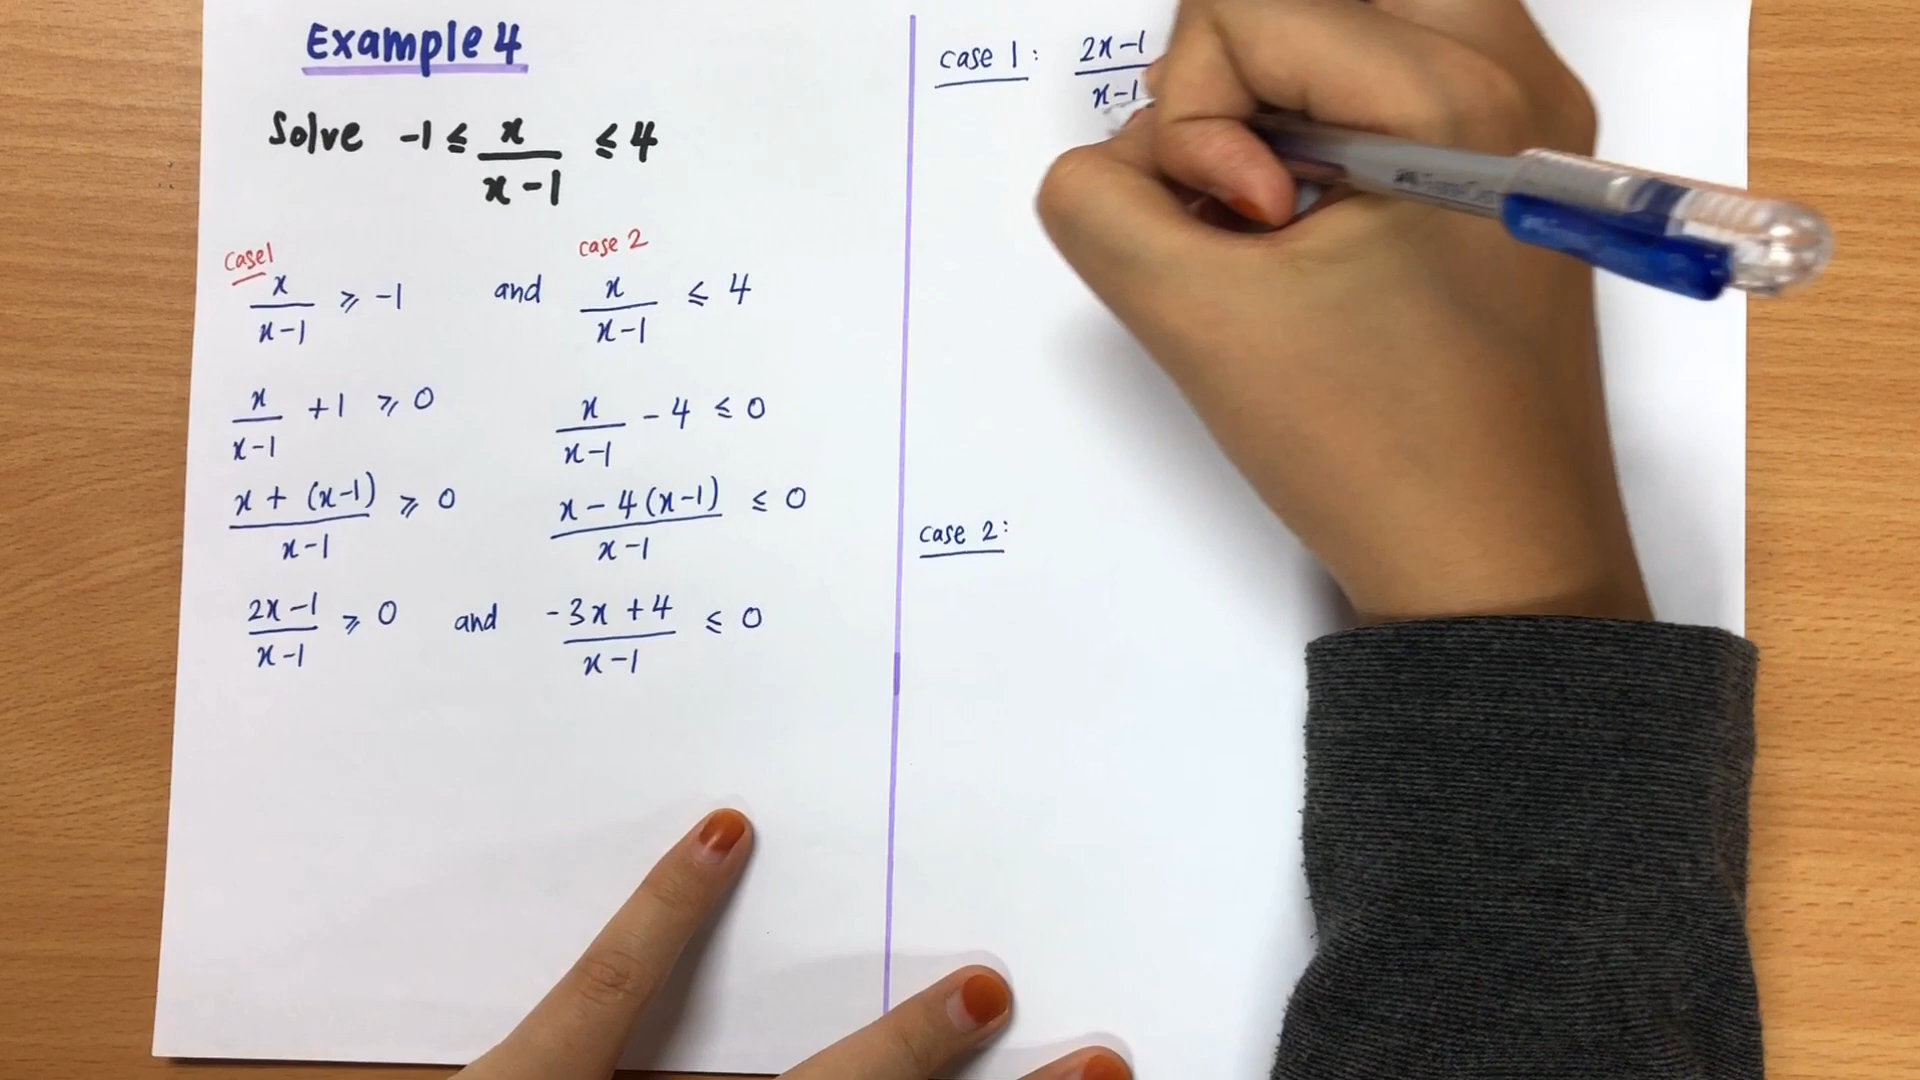 Example 4
Solve -1 ≤ x/(x-1) ≤ 4
case1 case 2
x/(x-1) ≥ -1 and x/(x-1) ≤ 4
x/(x-1) +1 ≥ 0 x/(x-1) - 4 ≤ 0
(x + (x-1))/(x-1) ≥ 0 (x - 4(x-1))/(x-1) ≤ 0
(2x-1)/(x-1) ≥ 0 and (-3x+4)/(x-1) ≤ 0
case 1: (2x-1)/(x-1)
case 2: